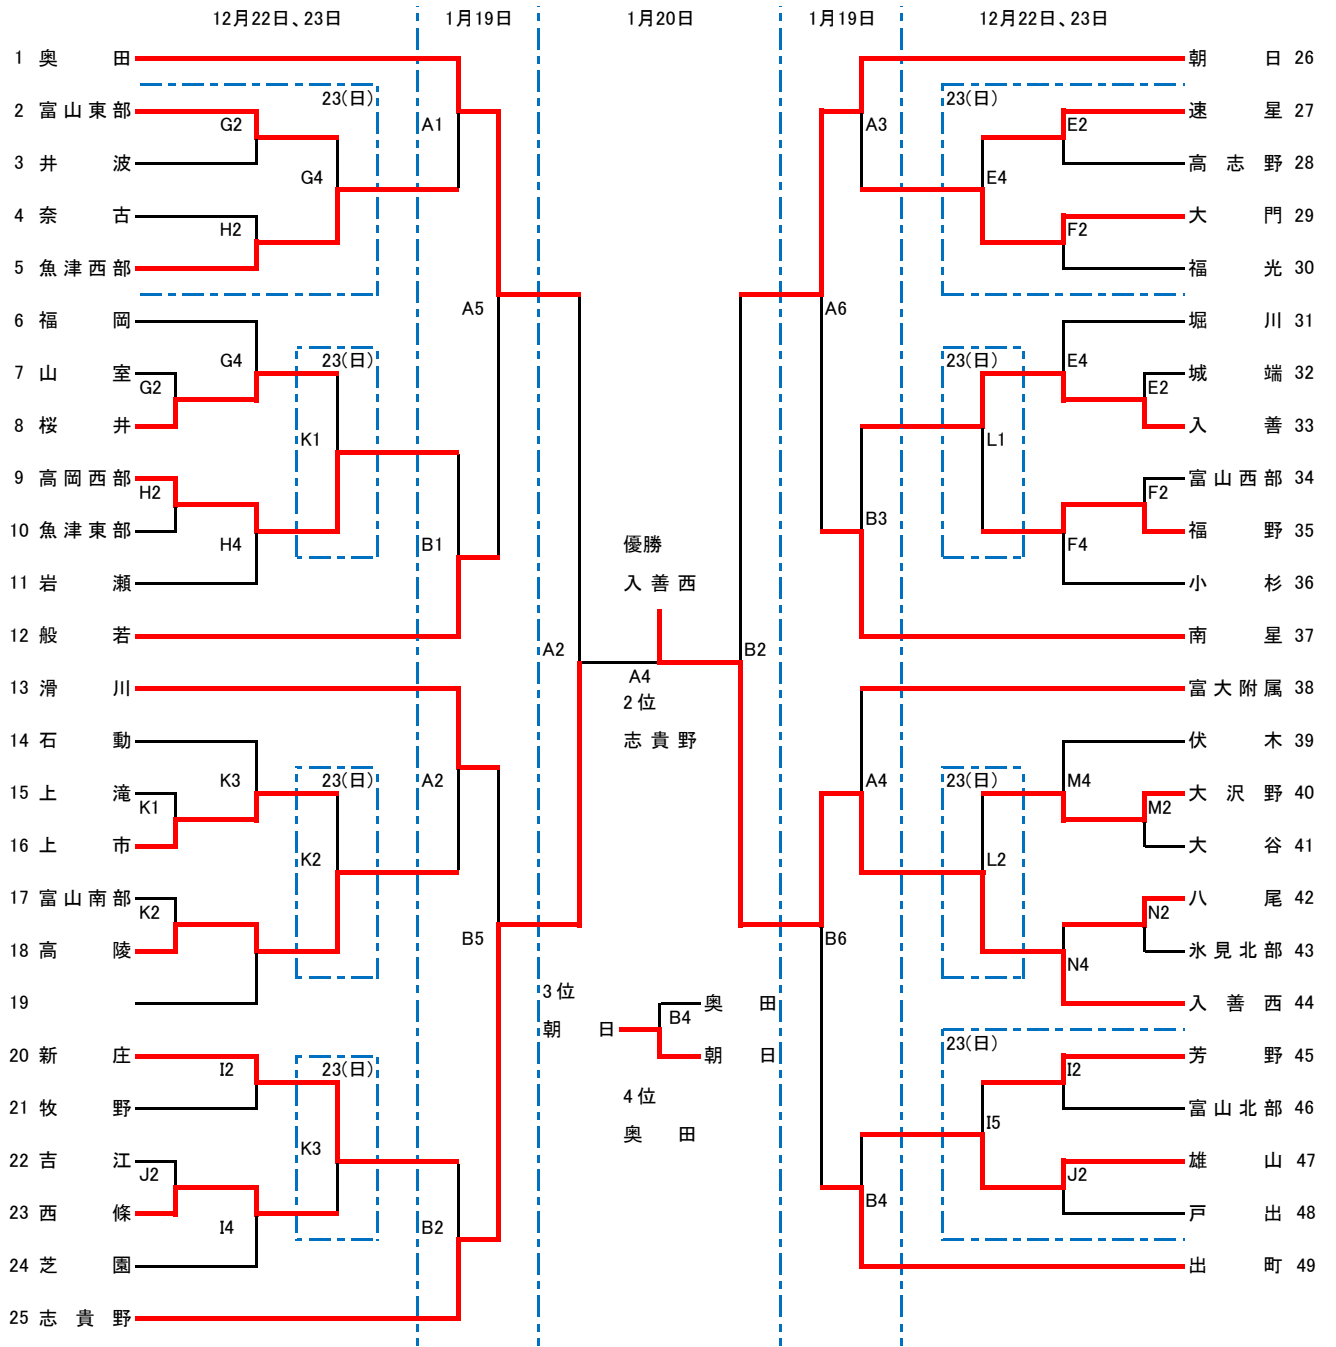 12月22日、23日 1月19日 1月20日 1月19日 12月22日、23日
1 奥田
23(日)
2 富山東部
G2
A1
3 井波
G4
4 奈古
H2
5 魚津西部
A5
6 福岡
G4
23(日)
7 山室
G2
8 桜井
K1
9 高岡西部
H2
10 魚津東部
H4
B1
11 岩瀬
12 般若
A2
13 滑川
14 石動
K3
23(日)
A2
15 上滝
K1
16 上市
K2
17 富山南部
K2
18 高陵
B5
19
20 新庄
I2
23(日)
21 牧野
K3
22 吉江
J2
23 西條
I4
B2
24 芝園
25 志貴野
優勝
入善西
A4
2位
志貴野
3位
朝日
B4
奥田
朝日
4位
奥田
朝日 26
23(日)
速星 27
A3
E2
高志野 28
E4
大門 29
F2
福光 30
A6
堀川 31
23(日)
E4
城端 32
E2
入善 33
L1
富山西部 34
F2
福野 35
B3
F4
小杉 36
南星 37
B2
富大附属 38
伏木 39
A4
23(日)
M4
大沢野 40
M2
大谷 41
L2
八尾 42
N2
氷見北部 43
B6
N4
入善西 44
23(日)
芳野 45
I2
富山北部 46
I5
雄山 47
J2
戸出 48
B4
出町 49